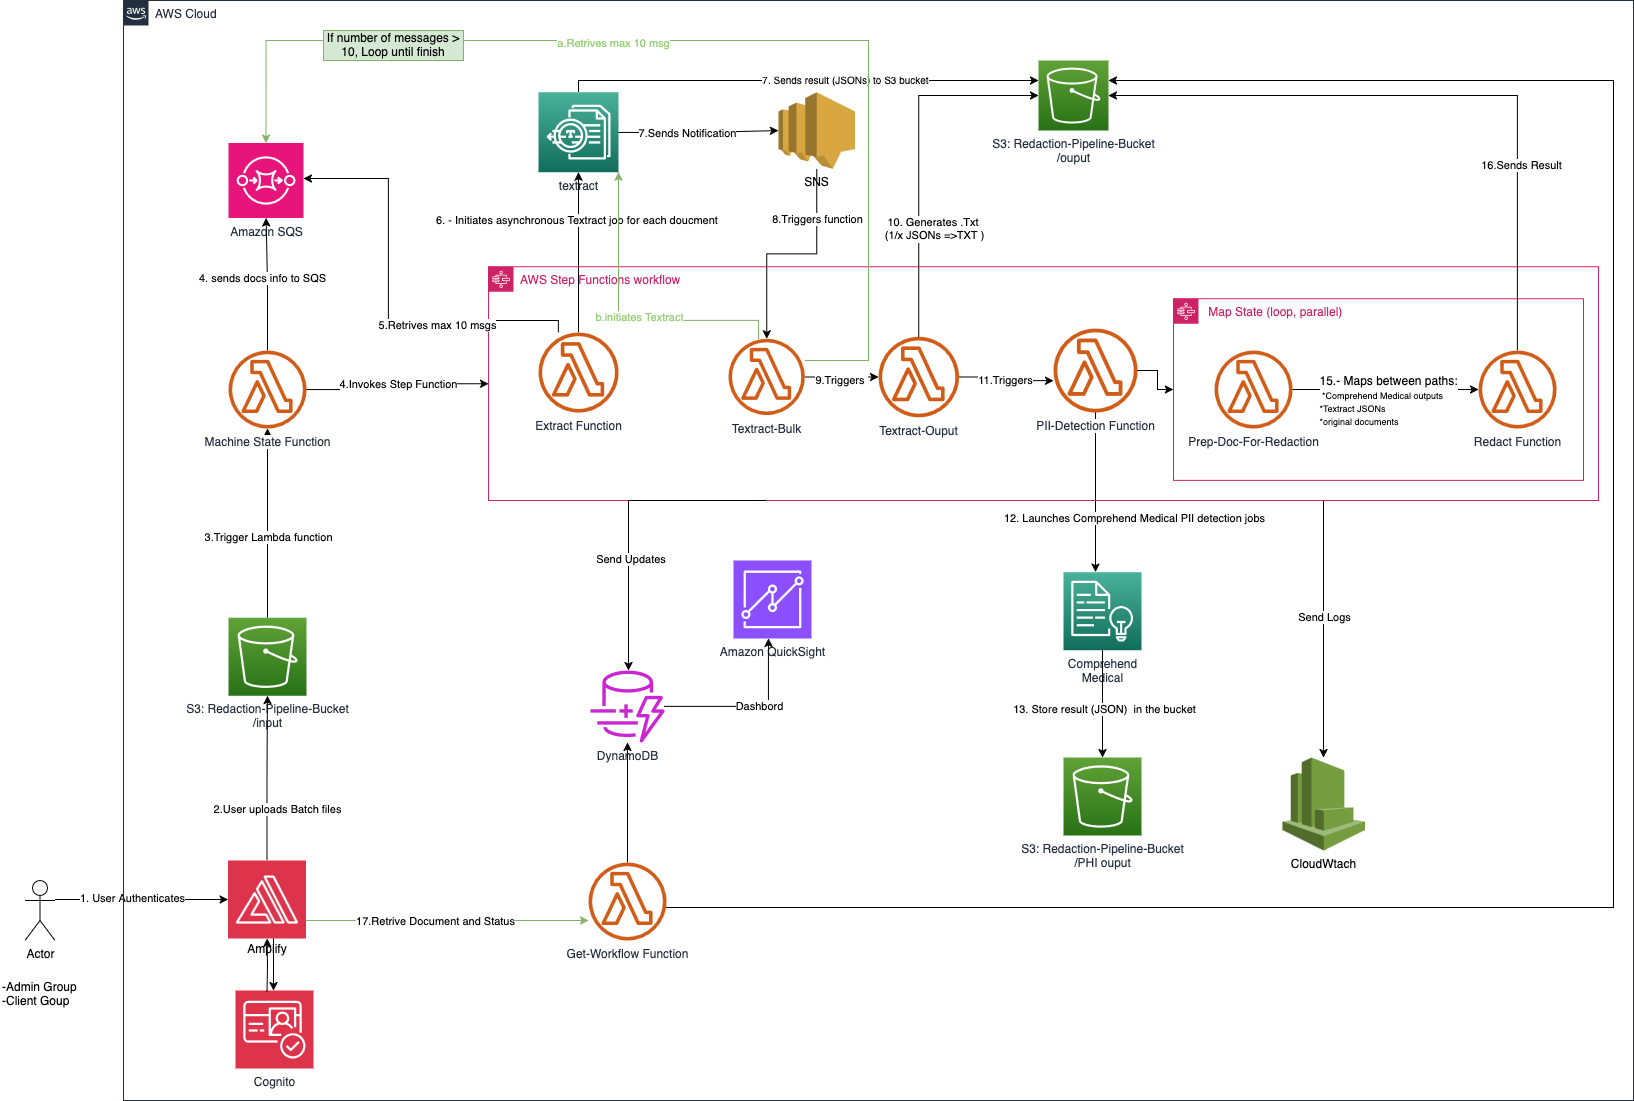 aws
AWS Cloud
If number of messages >
10, Loop until finish
a.Retrives max 10 msg
7. Sends result (JSONs) to S3 bucket
7.Sends Notification
textract
SNS
S3: Redaction-Pipeline-Bucket
/ouput
16.Sends Result
Amazon SQS
6. - Initiates asynchronous Textract job for each doucment
8.Triggers function
10. Generates .Txt
(1/x JSONs =>TXT )
4. sends docs info to SQS
AWS Step Functions workflow
Map State (loop, parallel)
5.Retrives max 10 msgs
b.initiates Textract
4.Invokes Step Function
9.Triggers
11.Triggers
15.- Maps between paths:
*Comprehend Medical outputs
*Textract JSONs
*original documents
Machine State Function
Extract Function
Textract-Bulk
Textract-Ouput
PII-Detection Function
Prep-Doc-For-Redaction
Redact Function
3.Trigger Lambda function
12. Launches Comprehend Medical PII detection jobs
Send Updates
Send Logs
Amazon QuickSight
Comprehend
Medical
S3: Redaction-Pipeline-Bucket
/input
Dashbord
13. Store result (JSON)  in the bucket
DynamoDB
2.User uploads Batch files
S3: Redaction-Pipeline-Bucket
/PHI ouput
CloudWtach
1. User Authenticates
17.Retrive Document and Status
Actor
Amplify
Get-Workflow Function
-Admin Group
-Client Goup
Cognito